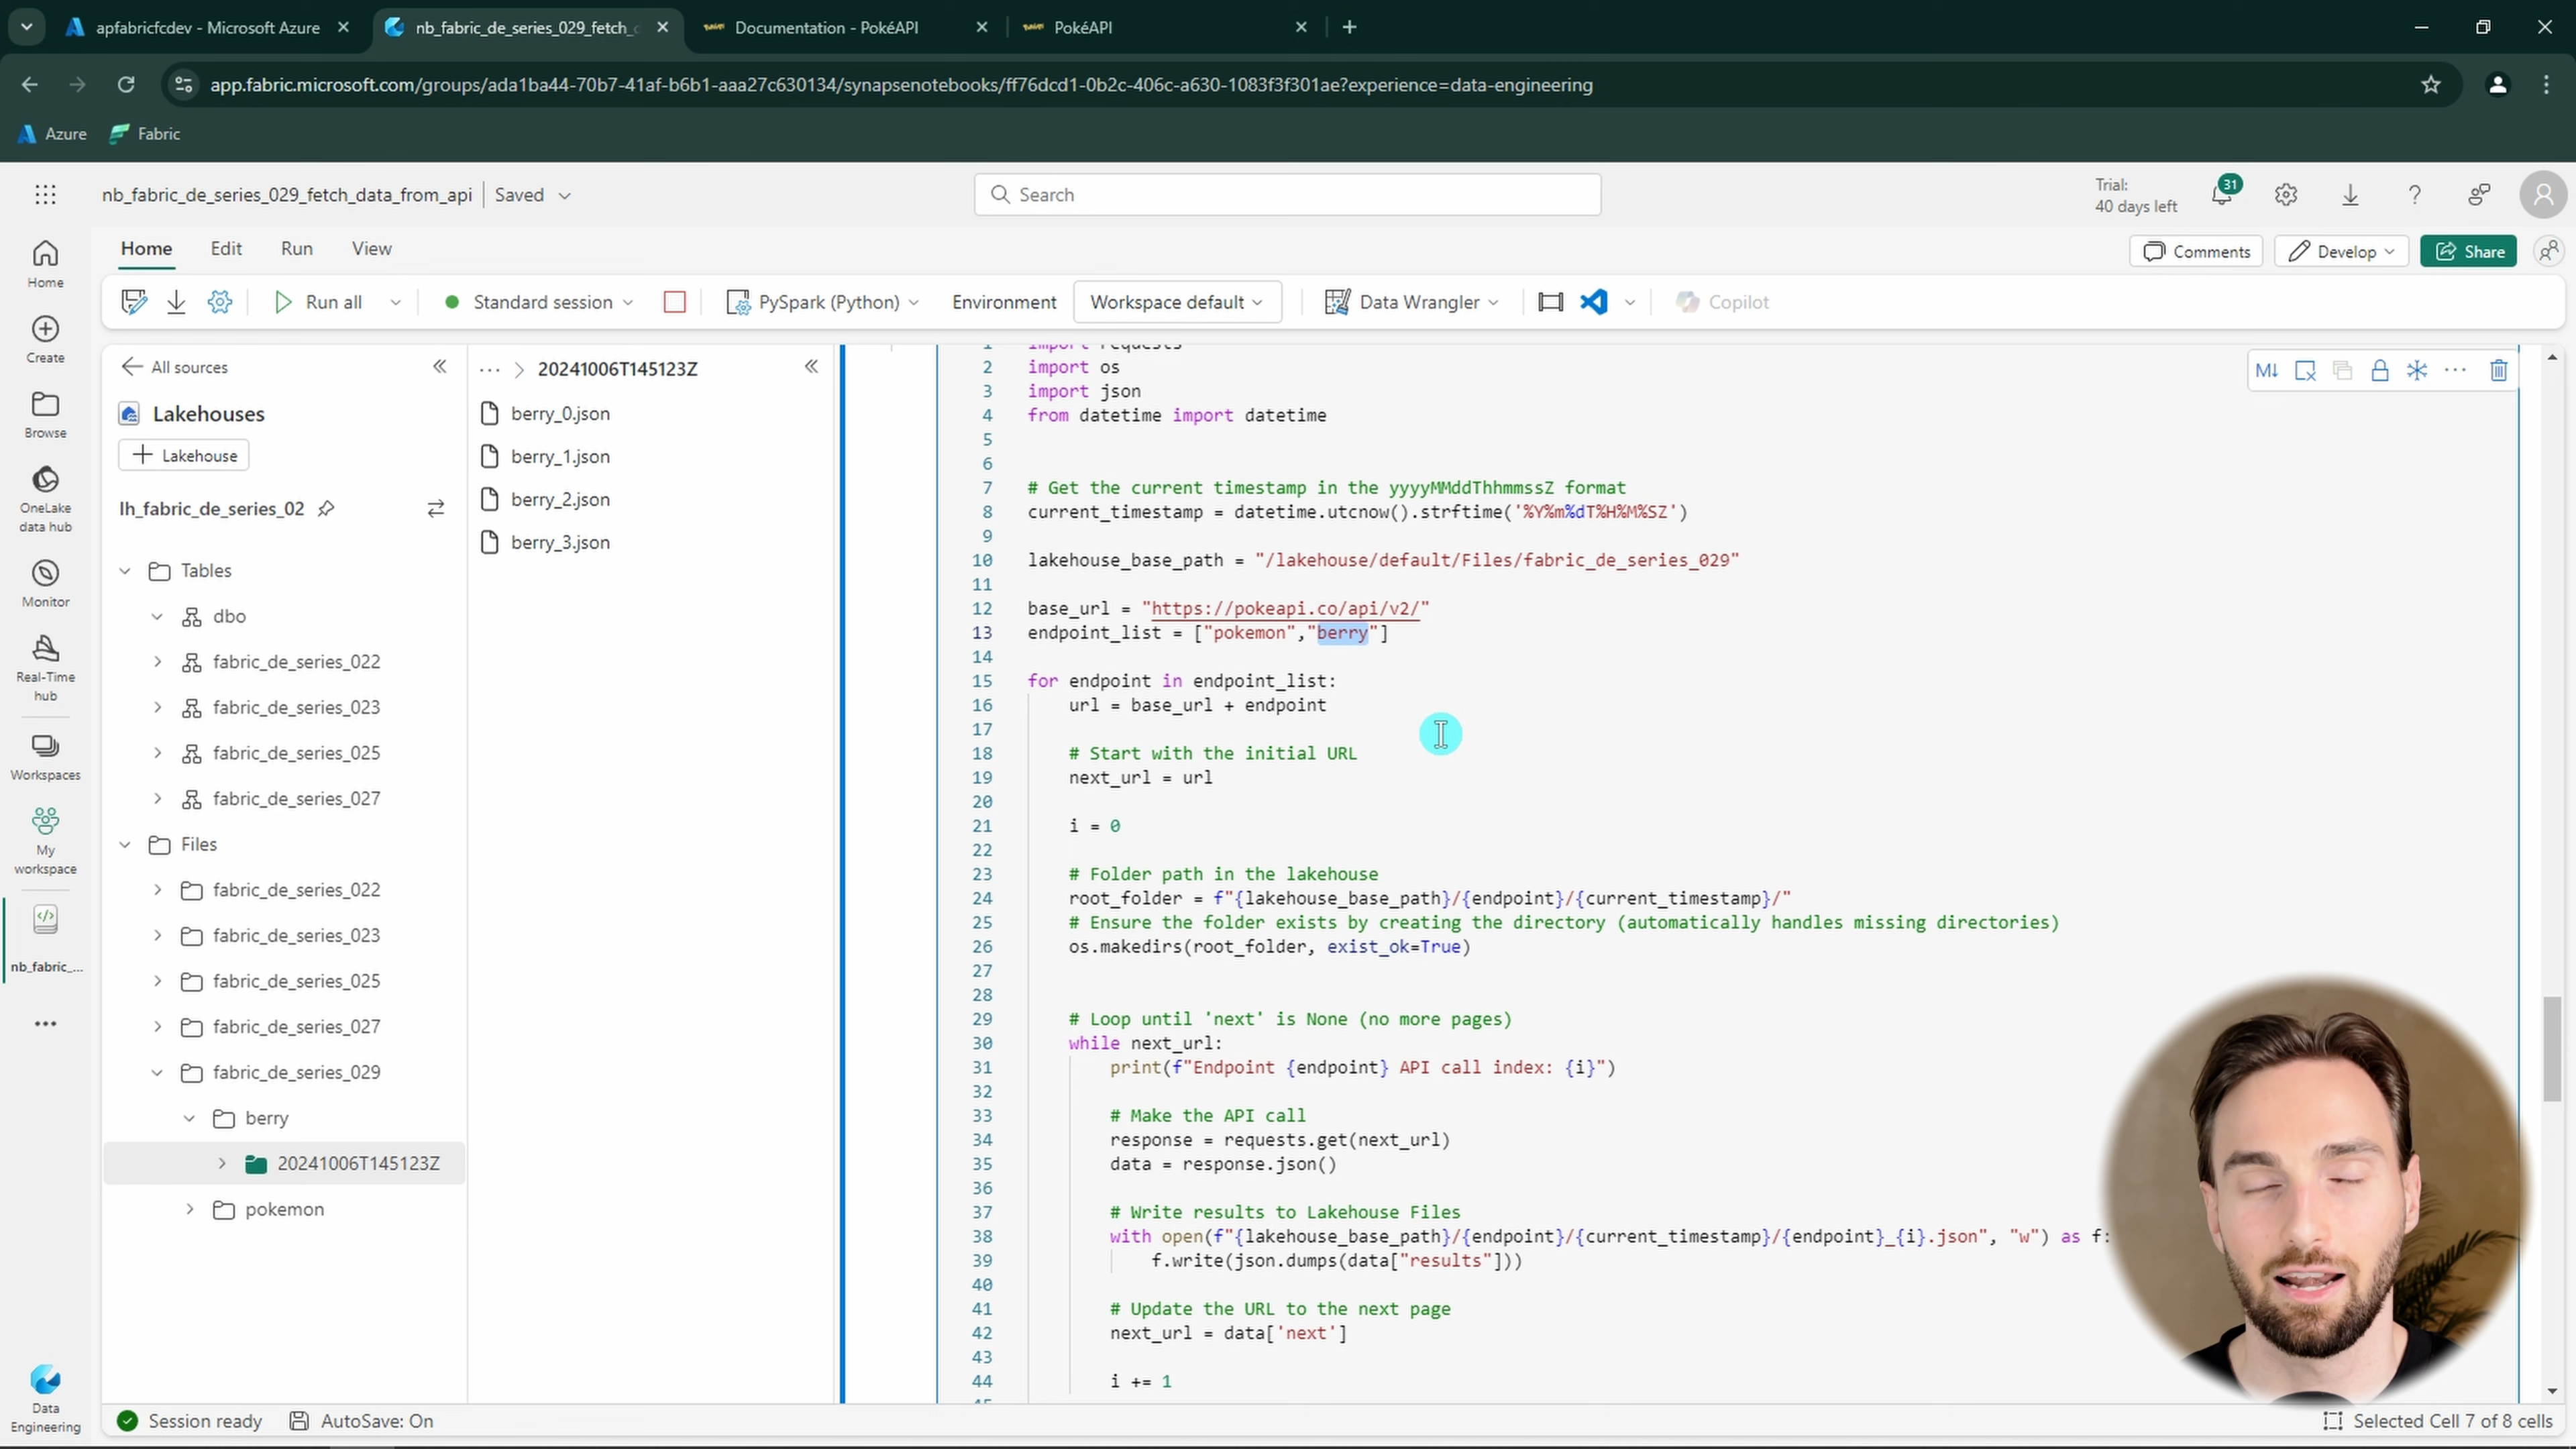 apfabricfcdev - Microsoft Azure
nb_fabric_de_series_029_fetch_
Documentation - PokéAPI
PokéAPI
app.fabric.microsoft.com/groups/ada1ba44-70b7-41af-b6b1-aaa27c630134/synapsenotebooks/ff76dcd1-0b2c-406c-a630-1083f3f301ae?experience=data-engineering
Azure
Fabric
nb_fabric_de_series_029_fetch_data_from_api
Saved
Search
Trial:
40 days left
31
Home
Edit
Run
View
Comments
Develop
Share
Run all
Standard session
PySpark (Python)
Environment
Workspace default
Data Wrangler
Copilot
Home
Create
Browse
OneLake
data hub
Monitor
Real-Time
hub
Workspaces
My
workspace
nb_fabric_...
Data
Engineering
All sources
Lakehouses
Lakehouse
lh_fabric_de_series_02
Tables
dbo
fabric_de_series_022
fabric_de_series_023
fabric_de_series_025
fabric_de_series_027
Files
fabric_de_series_022
fabric_de_series_023
fabric_de_series_025
fabric_de_series_027
fabric_de_series_029
berry
20241006T145123Z
pokemon
... > 20241006T145123Z
berry_0.json
berry_1.json
berry_2.json
berry_3.json
M↓
1 import requests
2 import os
3 import json
4 from datetime import datetime
5
6
7 # Get the current timestamp in the yyyyMMddThhmmssZ format
8 current_timestamp = datetime.utcnow().strftime('%Y%m%dT%H%M%SZ')
9
10 lakehouse_base_path = "/lakehouse/default/Files/fabric_de_series_029"
11
12 base_url = "https://pokeapi.co/api/v2/"
13 endpoint_list = ["pokemon","berry"]
14
15 for endpoint in endpoint_list:
16 url = base_url + endpoint
17
18 # Start with the initial URL
19 next_url = url
20
21 i = 0
22
23 # Folder path in the lakehouse
24 root_folder = f"{lakehouse_base_path}/{endpoint}/{current_timestamp}/"
25 # Ensure the folder exists by creating the directory (automatically handles missing directories)
26 os.makedirs(root_folder, exist_ok=True)
27
28
29 # Loop until 'next' is None (no more pages)
30 while next_url:
31 print(f"Endpoint {endpoint} API call index: {i}")
32
33 # Make the API call
34 response = requests.get(next_url)
35 data = response.json()
36
37 # Write results to Lakehouse Files
38 with open(f"{lakehouse_base_path}/{endpoint}/{current_timestamp}/{endpoint}_{i}.json", "w") as f:
39 f.write(json.dumps(data["results"]))
40
41 # Update the URL to the next page
42 next_url = data['next']
43
44 i += 1
Session ready
AutoSave: On
Selected Cell 7 of 8 cells